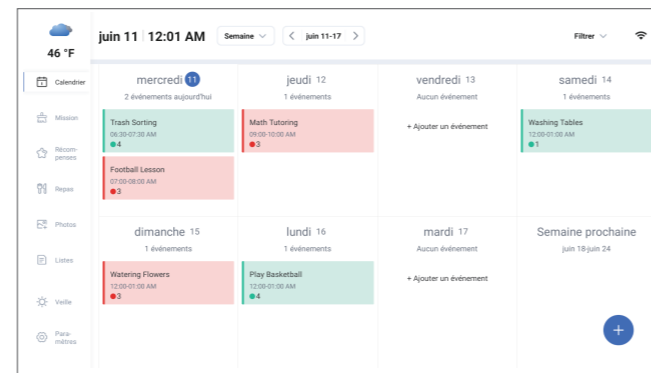 46 °F
juin 11 | 12:01 AM
Semaine
juin 11-17
Filtrer
Calendrier
Mission
Récom-
penses
Repas
Photos
Listes
Veille
Para-
mètres
mercredi 11
2 événements aujourd'hui
Trash Sorting
06:30-07:30 AM
4
Football Lesson
07:00-08:00 AM
3
jeudi 12
1 événements
Math Tutoring
09:00-10:00 AM
3
vendredi 13
Aucun événement
+ Ajouter un événement
samedi 14
1 événements
Washing Tables
12:00-01:00 AM
1
dimanche 15
1 événements
Watering Flowers
12:00-01:00 AM
3
lundi 16
1 événements
Play Basketball
12:00-01:00 AM
4
mardi 17
Aucun événement
+ Ajouter un événement
Semaine prochaine
juin 18-juin 24
+